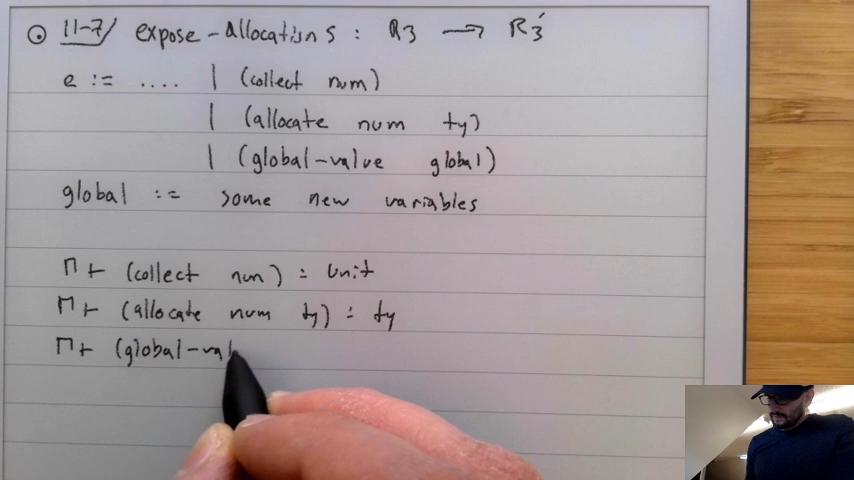 ⊙ 11-7/ expose-allocations : R3 → R3'
e := .... | (collect num)
| (allocate num ty)
| (global-value global)
global := some new variables
Γ ⊢ (collect num) : unit
Γ ⊢ (allocate num ty) : ty
Γ ⊢ (global-val